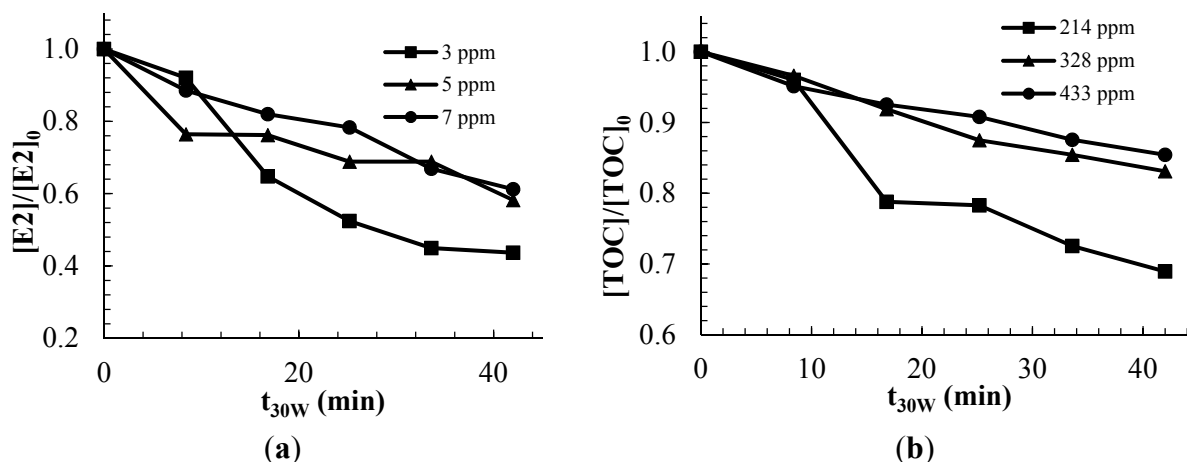 1.0
0.8
0.6
0.4
0.2
0
20
40
[E2]/[E2]0
t30W (min)
3 ppm
5 ppm
7 ppm
(a)
1.0
0.9
0.8
0.7
0.6
0
10
20
30
40
[TOC]/[TOC]0
t30W (min)
214 ppm
328 ppm
433 ppm
(b)